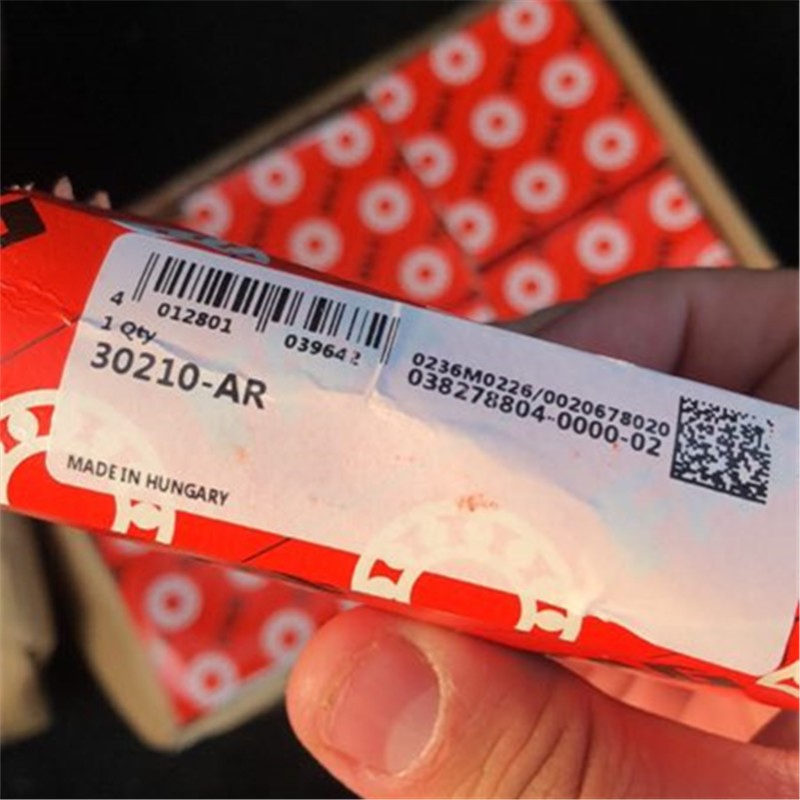 4 012801 039642
1 Qty
30210-AR
MADE IN HUNGARY
0236M0226/0020678020
038278804-0000-02